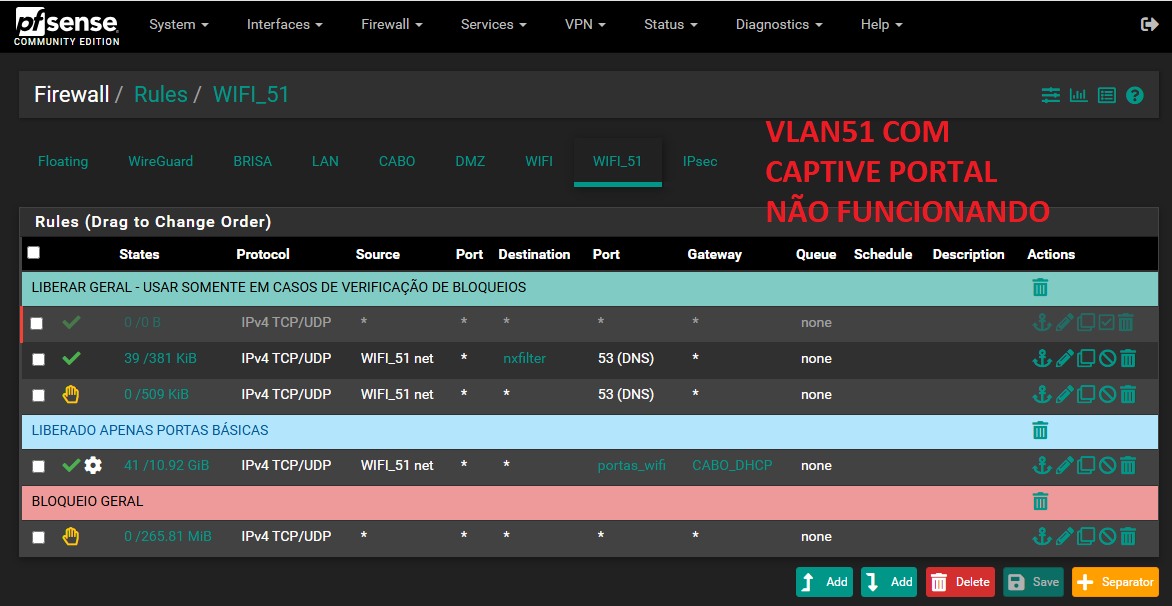 pfsense
COMMUNITY EDITION
System Interfaces Firewall Services VPN Status Diagnostics Help
Firewall / Rules / WIFI_51
VLAN51 COM
CAPTIVE PORTAL
NÃO FUNCIONANDO
Floating WireGuard BRISA LAN CABO DMZ WIFI WIFI_51 IPsec
Rules (Drag to Change Order)
States Protocol Source Port Destination Port Gateway Queue Schedule Description Actions
LIBERAR GERAL - USAR SOMENTE EM CASOS DE VERIFICAÇÃO DE BLOQUEIOS
0 /0 B IPv4 TCP/UDP * * * * * none
39 /381 KiB IPv4 TCP/UDP WIFI_51 net * nxfilter 53 (DNS) * none
0 /509 KiB IPv4 TCP/UDP WIFI_51 net * * 53 (DNS) * none
LIBERADO APENAS PORTAS BÁSICAS
41 /10.92 GiB IPv4 TCP/UDP WIFI_51 net * * portas_wifi CABO_DHCP none
BLOQUEIO GERAL
0 /265.81 MiB IPv4 TCP/UDP * * * * * none
Add Add Delete Save Separator